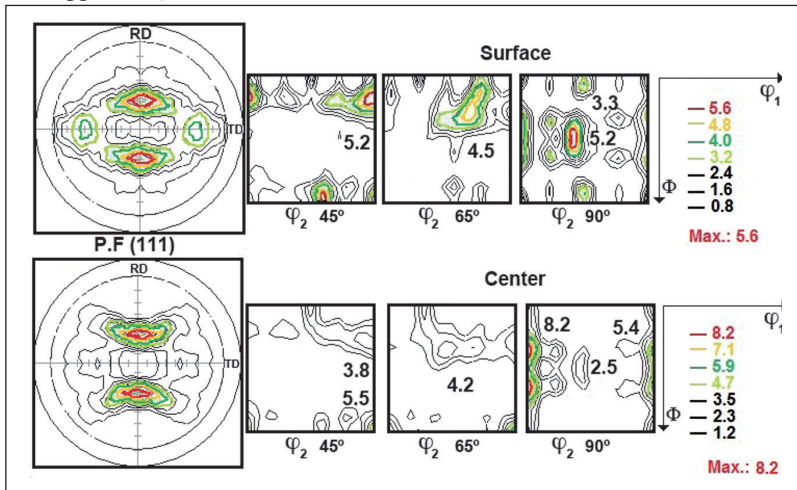 RD
TD
P.F (111)
Surface
5.2
4.5
3.3
5.2
φ2 45º
φ2 65º
φ2 90º
φ1
Φ
5.6
4.8
4.0
3.2
2.4
1.6
0.8
Max.: 5.6
RD
TD
Center
3.8
5.5
4.2
8.2
5.4
2.5
φ2 45º
φ2 65º
φ2 90º
φ1
Φ
8.2
7.1
5.9
4.7
3.5
2.3
1.2
Max.: 8.2